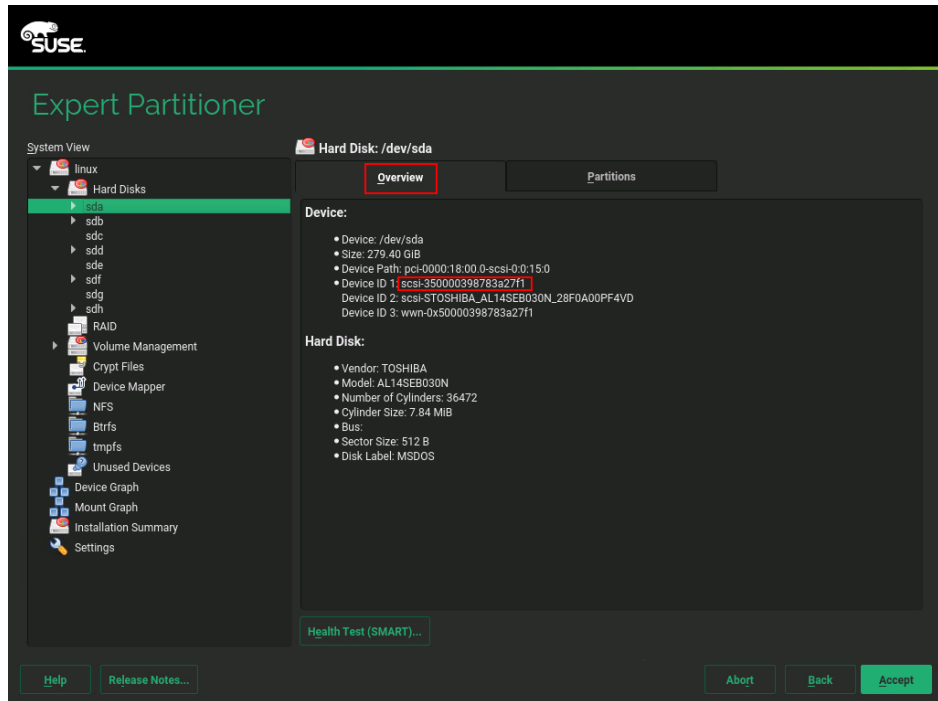 SUSE.
Expert Partitioner
System View
linux
Hard Disks
sda
sdb
sdc
sdd
sde
sdf
sdg
sdh
RAID
Volume Management
Crypt Files
Device Mapper
NFS
Btrfs
tmpfs
Unused Devices
Device Graph
Mount Graph
Installation Summary
Settings
Hard Disk: /dev/sda
Overview
Partitions
Device:
• Device: /dev/sda
• Size: 279.40 GiB
• Device Path: pci-0000:18:00.0-scsi-0:0:15:0
• Device ID 1: scsi-350000398783a27f1
Device ID 2: scsi-STOSHIBA_AL14SEB030N_28F0A00PF4VD
Device ID 3: wwn-0x50000398783a27f1
Hard Disk:
• Vendor: TOSHIBA
• Model: AL14SEB030N
• Number of Cylinders: 36472
• Cylinder Size: 7.84 MiB
• Bus:
• Sector Size: 512 B
• Disk Label: MSDOS
Health Test (SMART)...
Help
Release Notes...
Abort
Back
Accept